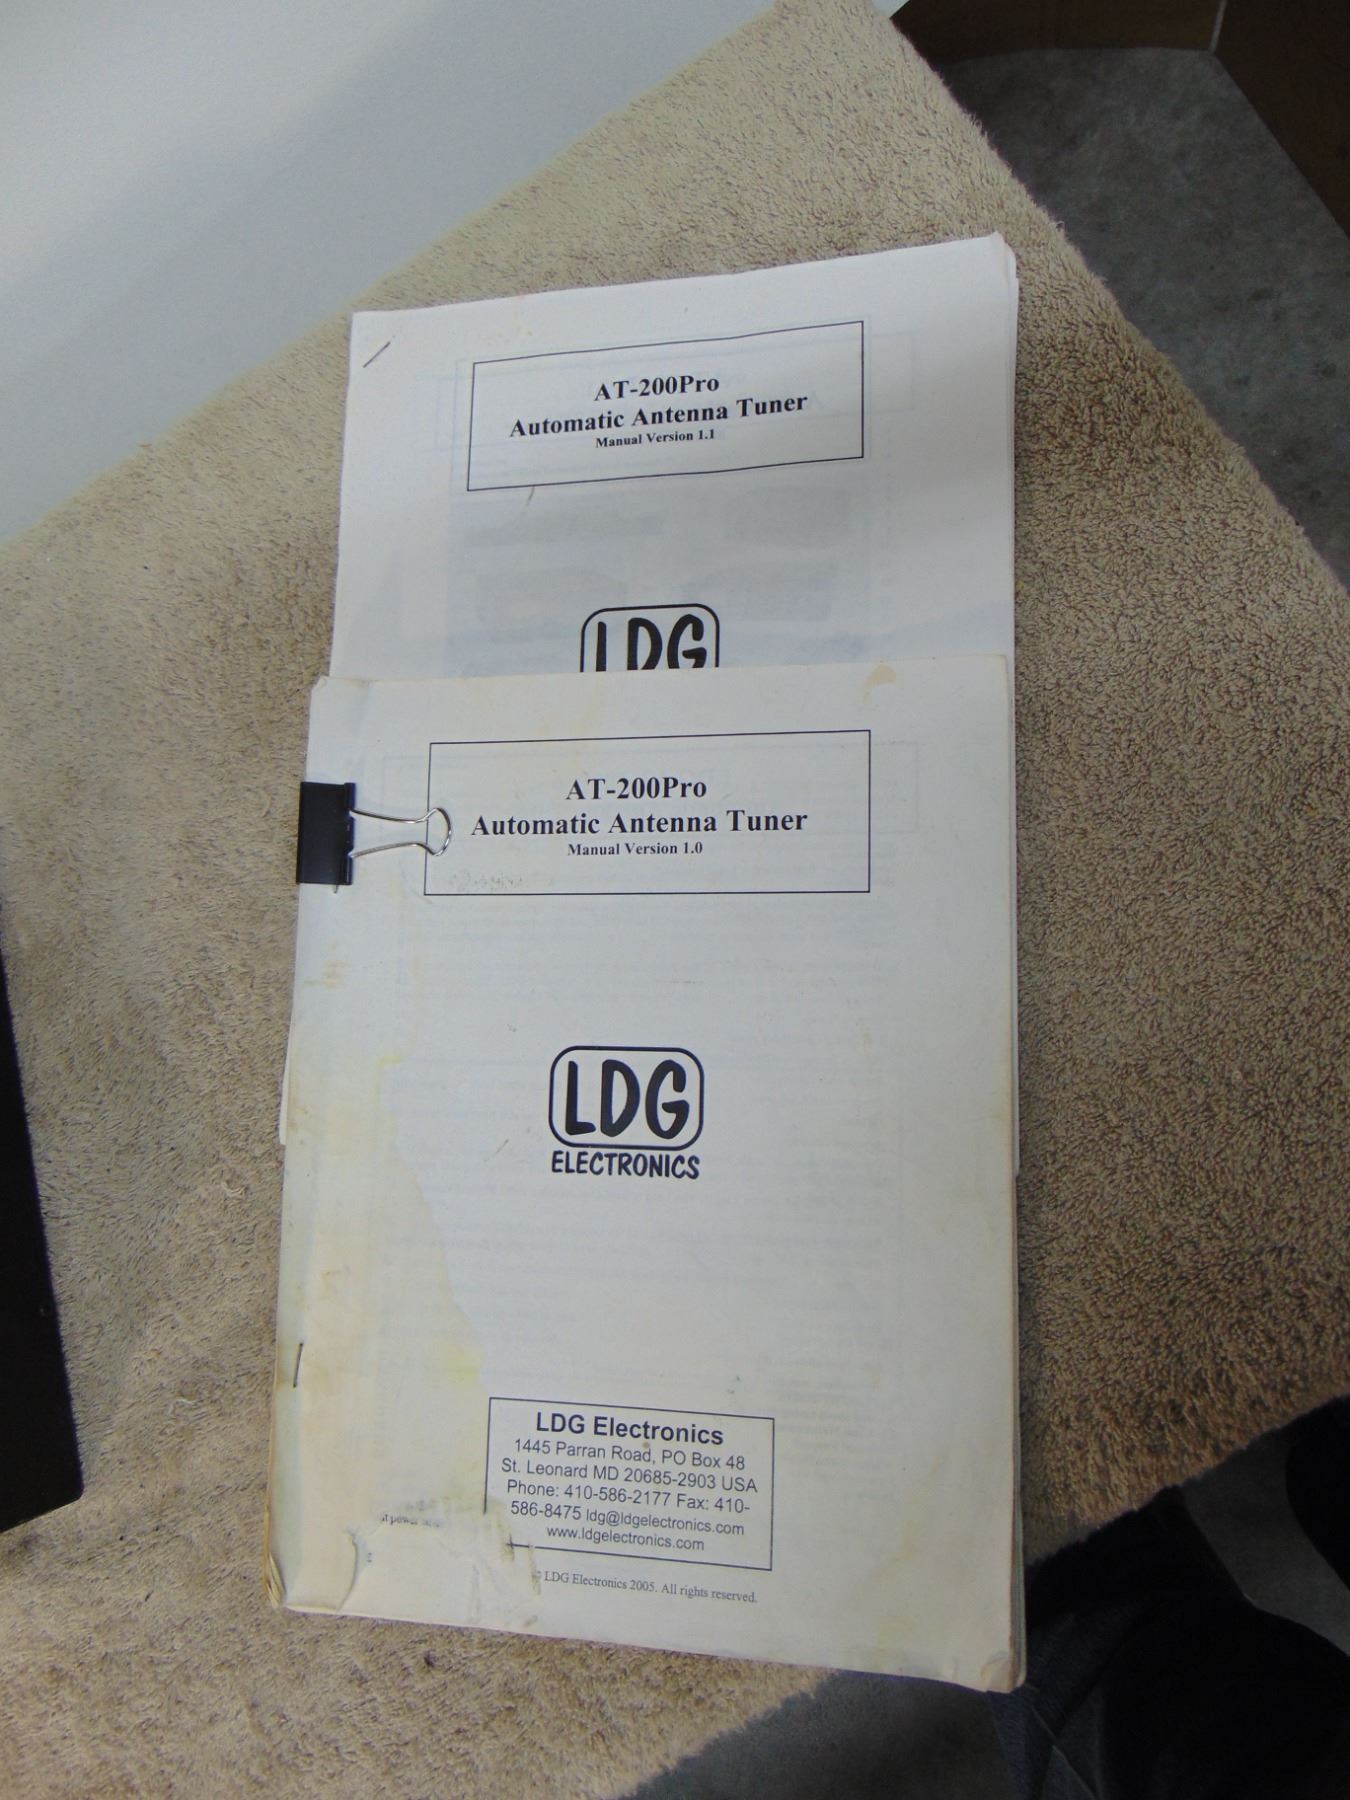 AT-200Pro
Automatic Antenna Tuner
Manual Version 1.1
LDG
AT-200Pro
Automatic Antenna Tuner
Manual Version 1.0
LDG
ELECTRONICS
LDG Electronics
1445 Parran Road, PO Box 48
St. Leonard MD 20685-2903 USA
Phone: 410-586-2177 Fax: 410-
586-8475 ldg@ldgelectronics.com
www.ldgelectronics.com
power
© LDG Electronics 2005. All rights reserved.